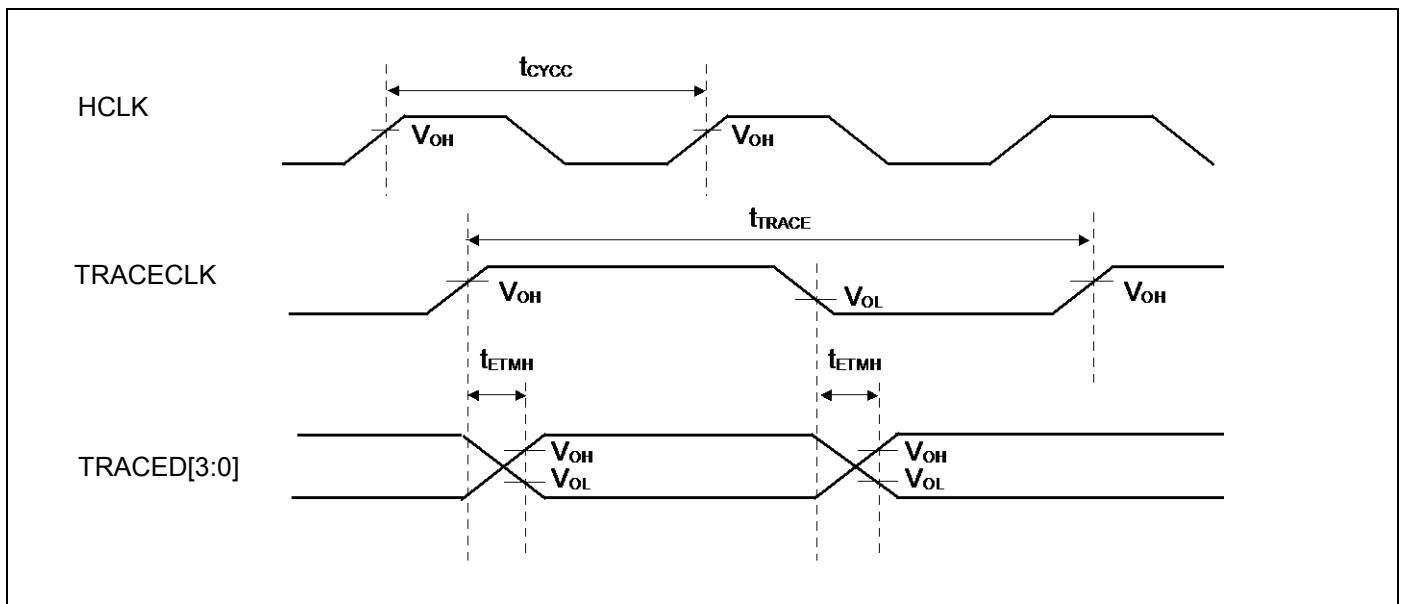 tCYCC
HCLK
VOH VOH
tTRACE
TRACECLK
VOH VOL VOH
tETMH tETMH
TRACED[3:0]
VOH VOH
VOL VOL